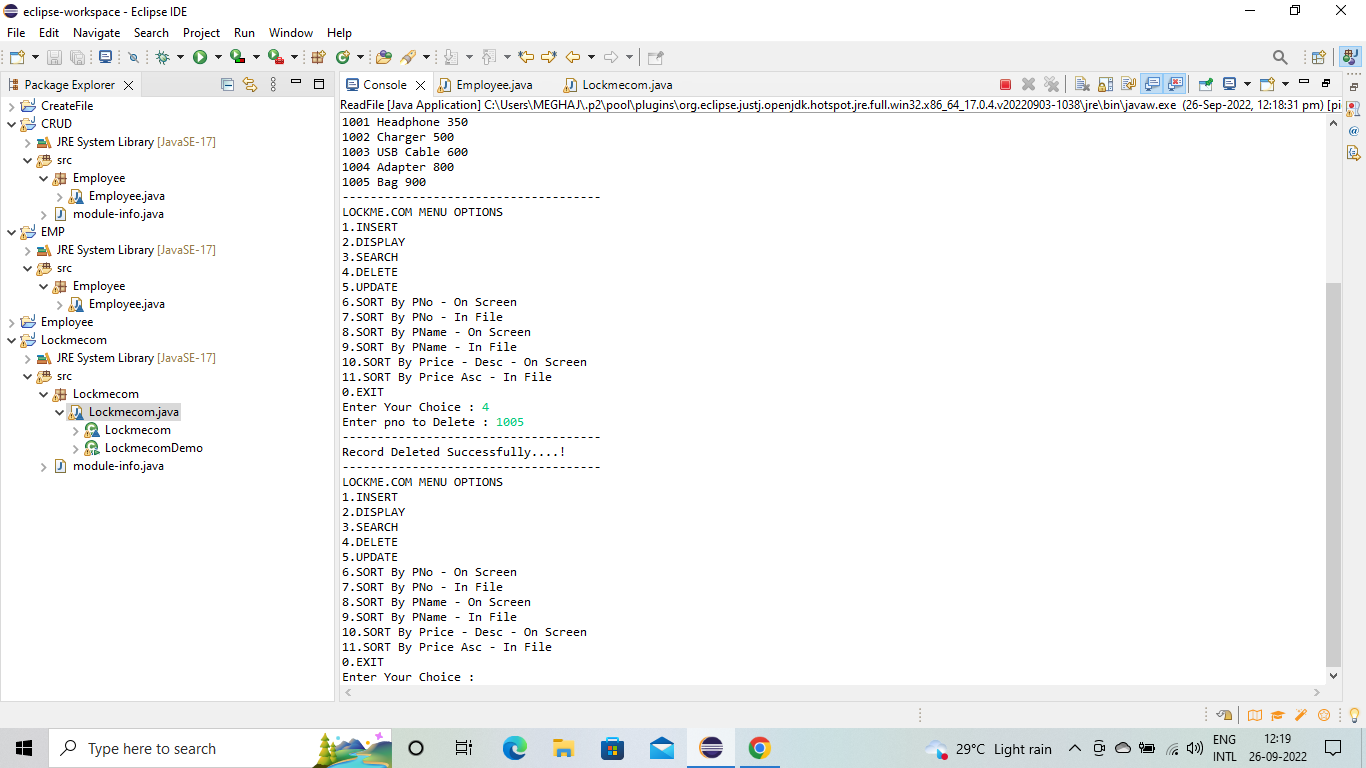 eclipse-workspace - Eclipse IDE
File Edit Navigate Search Project Run Window Help
Package Explorer
CreateFile
CRUD
JRE System Library [JavaSE-17]
src
Employee
Employee.java
module-info.java
EMP
JRE System Library [JavaSE-17]
src
Employee
Employee.java
Employee
Lockmecom
JRE System Library [JavaSE-17]
src
Lockmecom
Lockmecom.java
Lockmecom
LockmecomDemo
module-info.java
Console Employee.java Lockmecom.java
ReadFile [Java Application] C:\Users\MEGHAJ\.p2\pool\plugins\org.eclipse.justj.openjdk.hotspot.jre.full.win32.x86_64_17.0.4.v20220903-1038\jre\bin\javaw.exe (26-Sep-2022, 12:18:31 pm) [pi
1001 Headphone 350
1002 Charger 500
1003 USB Cable 600
1004 Adapter 800
1005 Bag 900
-------------------------------------
LOCKME.COM MENU OPTIONS
1.INSERT
2.DISPLAY
3.SEARCH
4.DELETE
5.UPDATE
6.SORT By PNo - On Screen
7.SORT By PNo - In File
8.SORT By PName - On Screen
9.SORT By PName - In File
10.SORT By Price - Desc - On Screen
11.SORT By Price Asc - In File
0.EXIT
Enter Your Choice : 4
Enter pno to Delete : 1005
-------------------------------------
Record Deleted Successfully....!
-------------------------------------
LOCKME.COM MENU OPTIONS
1.INSERT
2.DISPLAY
3.SEARCH
4.DELETE
5.UPDATE
6.SORT By PNo - On Screen
7.SORT By PNo - In File
8.SORT By PName - On Screen
9.SORT By PName - In File
10.SORT By Price - Desc - On Screen
11.SORT By Price Asc - In File
0.EXIT
Enter Your Choice :
Type here to search
29°C Light rain
ENG
INTL
12:19
26-09-2022